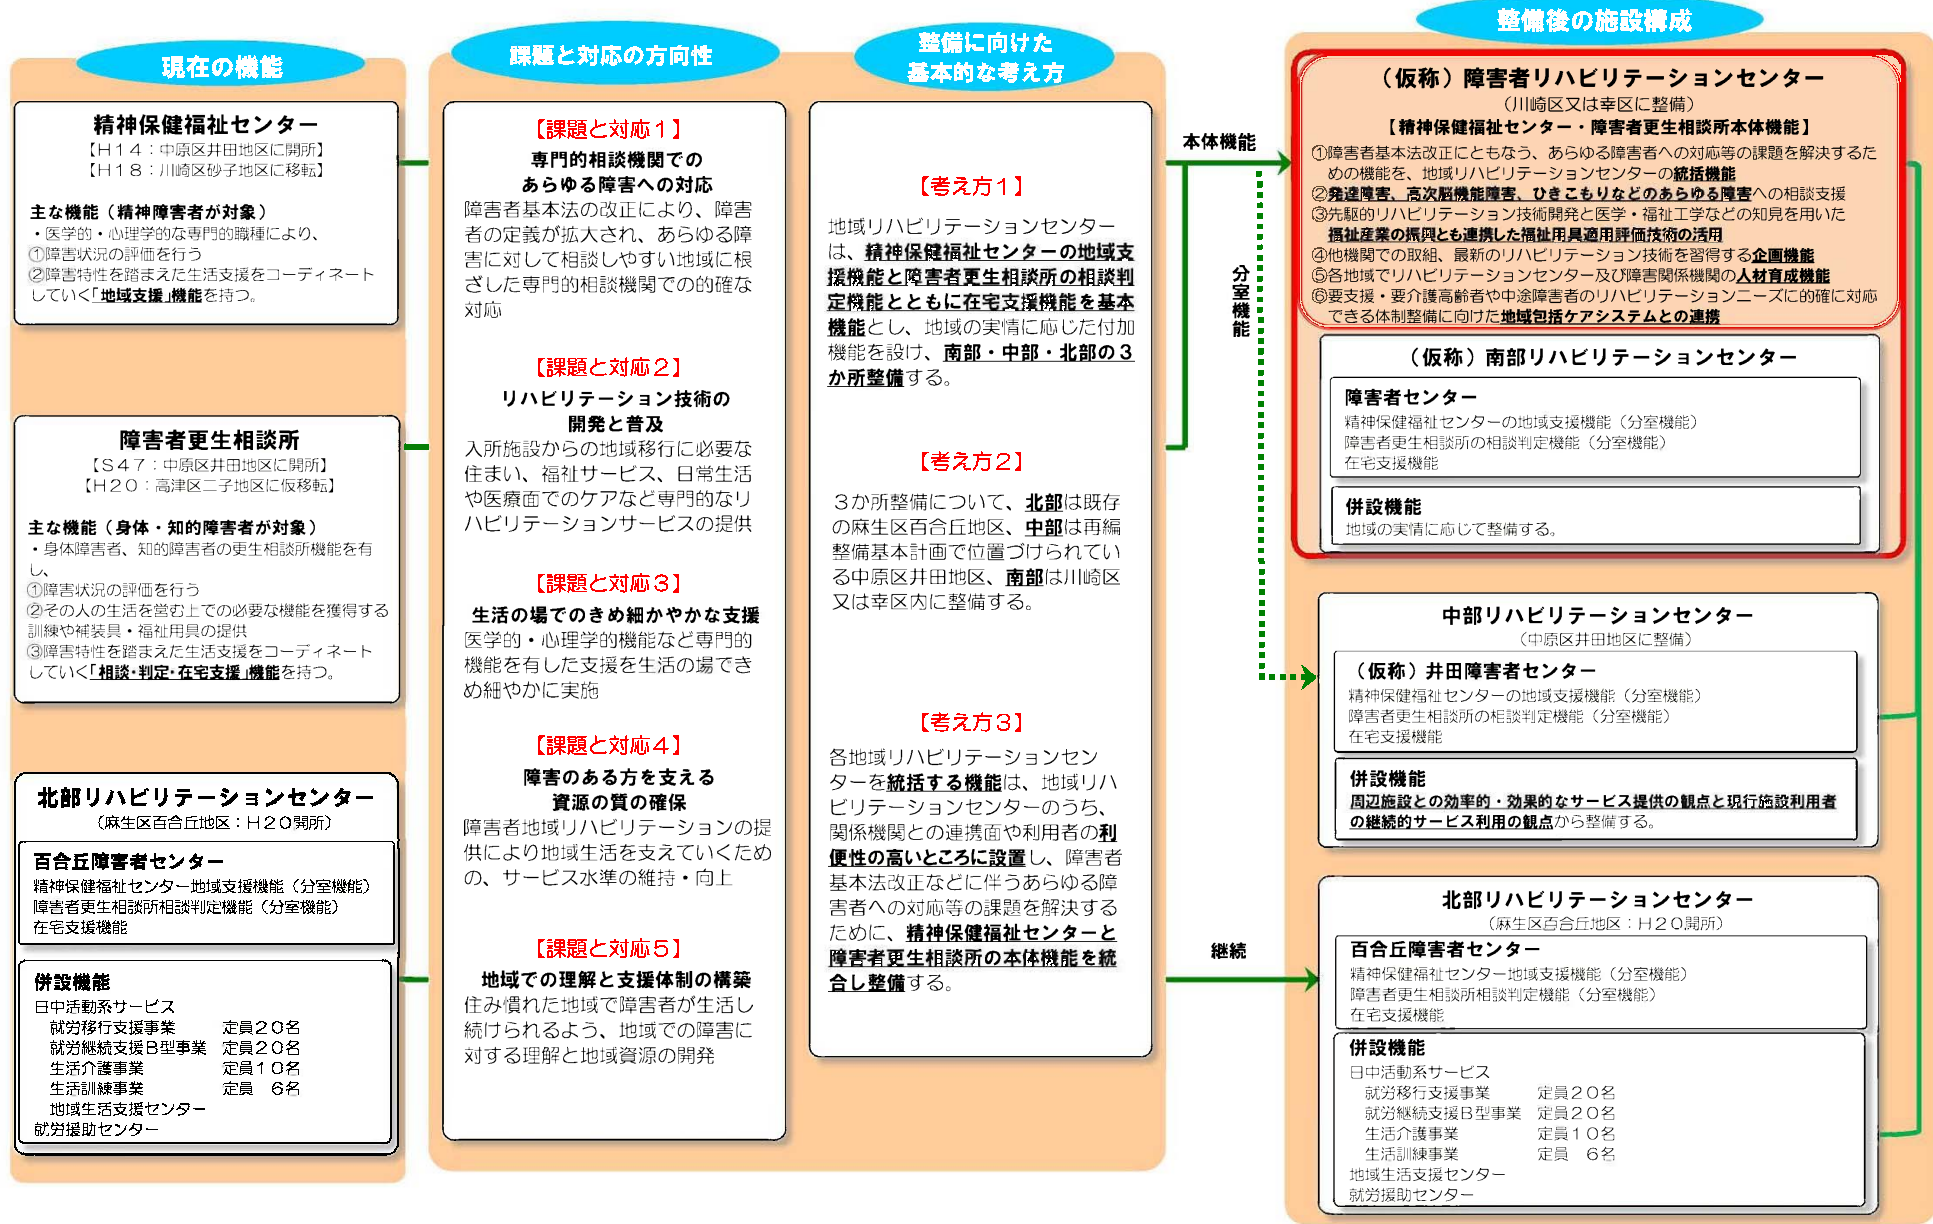 現在の機能
精神保健福祉センター
【Ｈ１４：中原区井田地区に開所】
【Ｈ１８：川崎区砂子地区に移転】
主な機能（精神障害者が対象）
・医学的・心理学的な専門的職種により、
①障害状況の評価を行う
②障害特性を踏まえた生活支援をコーディネート
していく「地域支援」機能を持つ。
障害者更生相談所
【Ｓ４７：中原区井田地区に開所】
【Ｈ２０：高津区二子地区に仮移転】
主な機能（身体・知的障害者が対象）
・身体障害者、知的障害者の更生相談所機能を有
し、
①障害状況の評価を行う
②その人の生活を営む上での必要な機能を獲得する
訓練や補装具・福祉用具の提供
③障害特性を踏まえた生活支援をコーディネート
していく「相談・判定・在宅支援」機能を持つ。
北部リハビリテーションセンター
（麻生区百合丘地区：Ｈ２０開所）
百合丘障害者センター
精神保健福祉センター地域支援機能（分室機能）
障害者更生相談所相談判定機能（分室機能）
在宅支援機能
併設機能
日中活動系サービス
就労移行支援事業　定員２０名
就労継続支援Ｂ型事業　定員２０名
生活介護事業　定員１０名
生活訓練事業　定員　６名
地域生活支援センター
就労援助センター
課題と対応の方向性
【課題と対応１】
専門的相談機関での
あらゆる障害への対応
障害者基本法の改正により、障害
者の定義が拡大され、あらゆる障
害に対して相談しやすい地域に根
ざした専門的相談機関での的確な
対応
【課題と対応２】
リハビリテーション技術の
開発と普及
入所施設からの地域移行に必要な
住まい、福祉サービス、日常生活
や医療面でのケアなど専門的なリ
ハビリテーションサービスの提供
【課題と対応３】
生活の場でのきめ細かやかな支援
医学的・心理学的機能など専門的
機能を有した支援を生活の場でき
め細やかに実施
【課題と対応４】
障害のある方を支える
資源の質の確保
障害者地域リハビリテーションの提
供により地域生活を支えていくため
の、サービス水準の維持・向上
【課題と対応５】
地域での理解と支援体制の構築
住み慣れた地域で障害者が生活し
続けられるよう、地域での障害に
対する理解と地域資源の開発
整備に向けた
基本的な考え方
【考え方１】
地域リハビリテーションセンター
は、精神保健福祉センターの地域支
援機能と障害者更生相談所の相談判
定機能とともに在宅支援機能を基本
機能とし、地域の実情に応じた付加
機能を設け、南部・中部・北部の３
か所整備する。
【考え方２】
３か所整備について、北部は既存
の麻生区百合丘地区、中部は再編
整備基本計画で位置づけられてい
る中原区井田地区、南部は川崎区
又は幸区内に整備する。
【考え方３】
各地域リハビリテーションセン
ターを統括する機能は、地域リハ
ビリテーションセンターのうち、
関係機関との連携面や利用者の利
便性の高いところに設置し、障害者
基本法改正などに伴うあらゆる障
害者への対応等の課題を解決する
ために、精神保健福祉センターと
障害者更生相談所の本体機能を統
合し整備する。
本体機能
分室機能
継続
整備後の施設構成
（仮称）障害者リハビリテーションセンター
（川崎区又は幸区に整備）
【精神保健福祉センター・障害者更生相談所本体機能】
①障害者基本法改正にともなう、あらゆる障害者への対応等の課題を解決するた
めの機能を、地域リハビリテーションセンターの統括機能
②発達障害、高次脳機能障害、ひきこもりなどのあらゆる障害への相談支援
③先駆的リハビリテーション技術開発と医学・福祉工学などの知見を用いた
福祉産業の振興とも連携した福祉用具適用評価技術の活用
④他機関での取組、最新のリハビリテーション技術を習得する企画機能
⑤各地域でリハビリテーションセンター及び障害関係機関の人材育成機能
⑥要支援・要介護高齢者や中途障害者のリハビリテーションニーズに的確に対応
できる体制整備に向けた地域包括ケアシステムとの連携
（仮称）南部リハビリテーションセンター
障害者センター
精神保健福祉センターの地域支援機能（分室機能）
障害者更生相談所の相談判定機能（分室機能）
在宅支援機能
併設機能
地域の実情に応じて整備する。
中部リハビリテーションセンター
（中原区井田地区に整備）
（仮称）井田障害者センター
精神保健福祉センターの地域支援機能（分室機能）
障害者更生相談所の相談判定機能（分室機能）
在宅支援機能
併設機能
周辺施設との効率的・効果的なサービス提供の観点と現行施設利用者
の継続的サービス利用の観点から整備する。
北部リハビリテーションセンター
（麻生区百合丘地区：Ｈ２０開所）
百合丘障害者センター
精神保健福祉センター地域支援機能（分室機能）
障害者更生相談所相談判定機能（分室機能）
在宅支援機能
併設機能
日中活動系サービス
就労移行支援事業　定員２０名
就労継続支援Ｂ型事業　定員２０名
生活介護事業　定員１０名
生活訓練事業　定員　６名
地域生活支援センター
就労援助センター